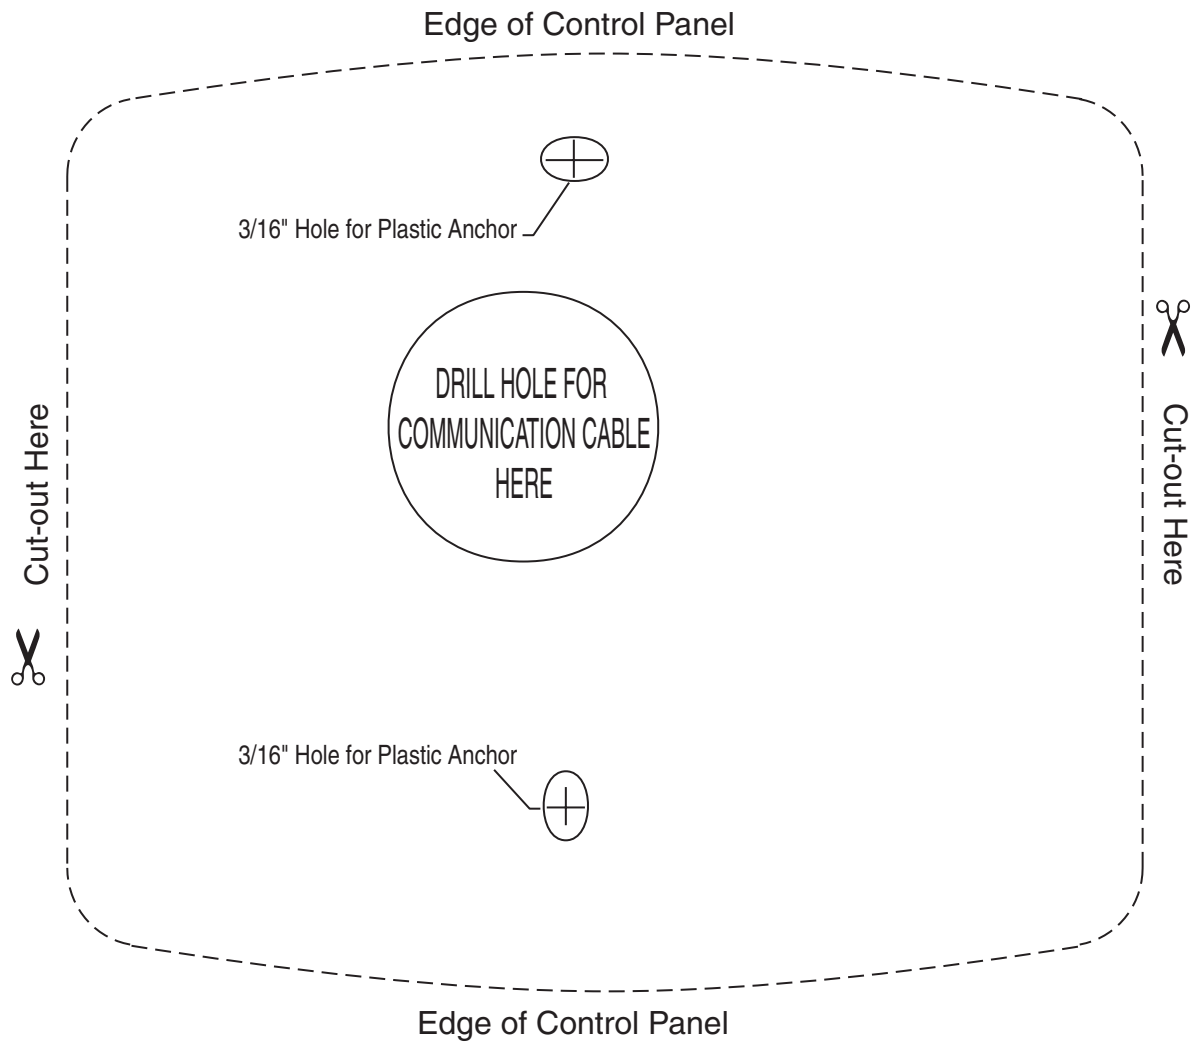 Edge of Control Panel
3/16" Hole for Plastic Anchor
DRILL HOLE FOR
COMMUNICATION CABLE
HERE
Cut-out Here
Cut-out Here
3/16" Hole for Plastic Anchor
Edge of Control Panel